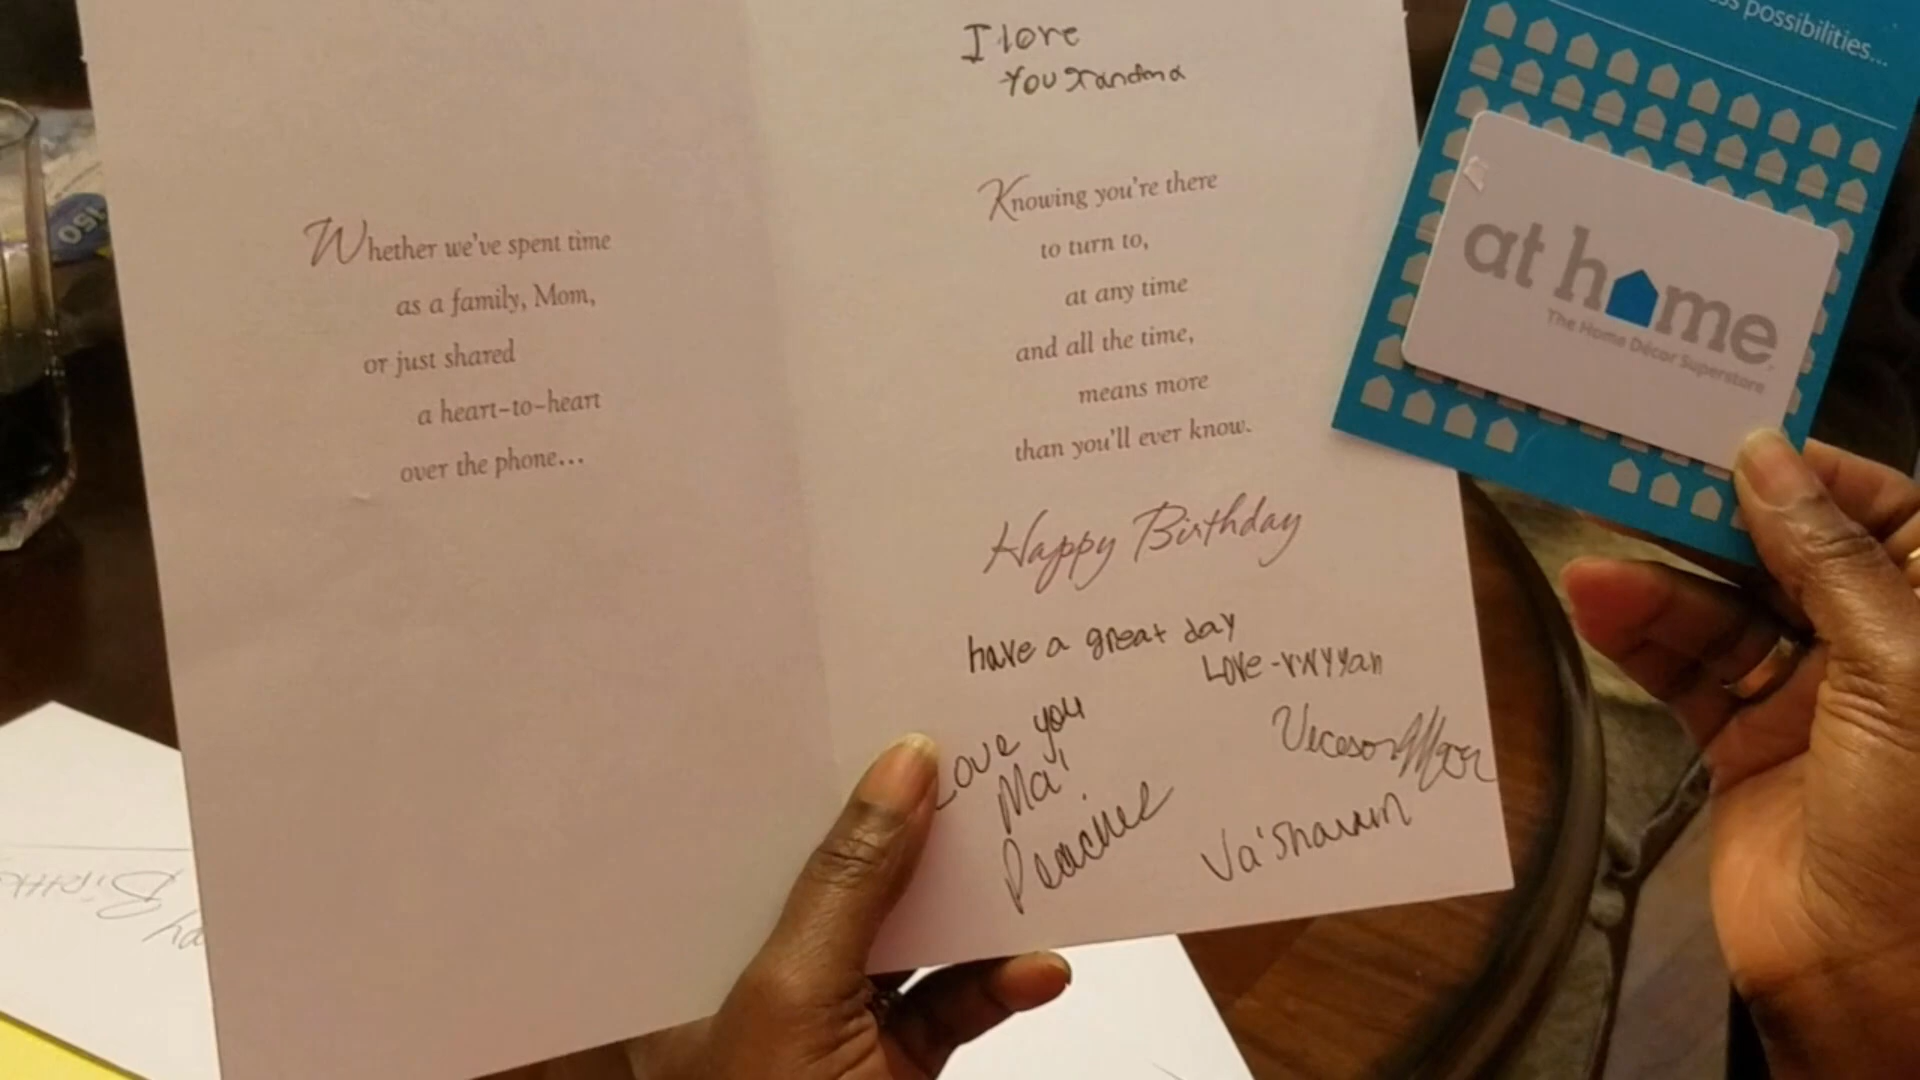 Whether we've spent time
as a family, Mom,
or just shared
a heart-to-heart
over the phone...
I love
You Grandma
Knowing you're there
to turn to,
at any time
and all the time,
means more
than you'll ever know.
Happy Birthday
have a great day
Love -
Love you
Ma!
possibilities...
at home
The Home Décor Superstore